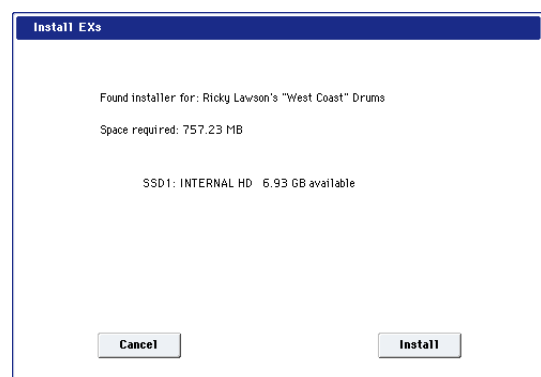 Install EXs
Found installer for: Ricky Lawson's "West Coast" Drums
Space required: 757.23 MB
SSD1: INTERNAL HD 6.93 GB available
Cancel Install